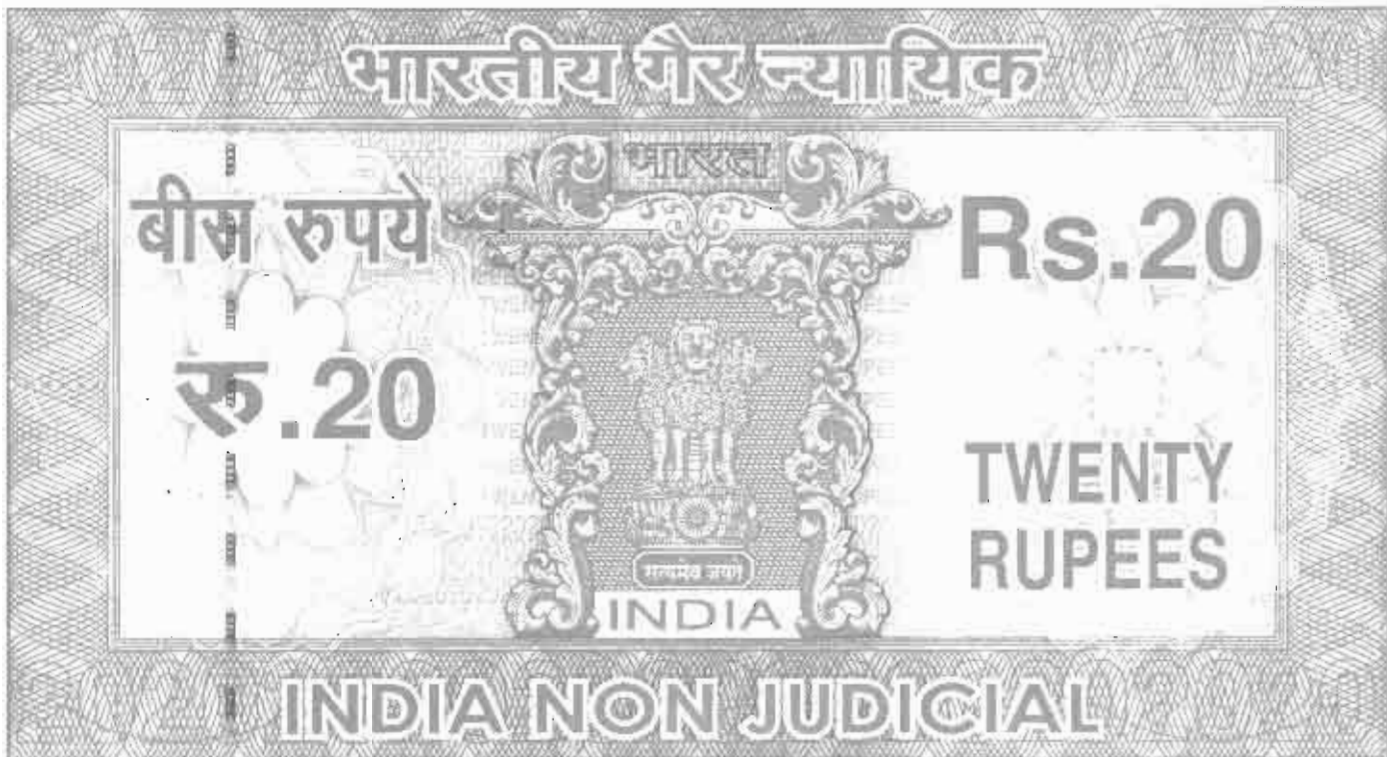 भारतीय गैर न्यायिक
भारत
बीस रुपये
Rs.20
रु.20
TWENTY
RUPEES
सत्यमेव जयते
INDIA
INDIA NON JUDICIAL